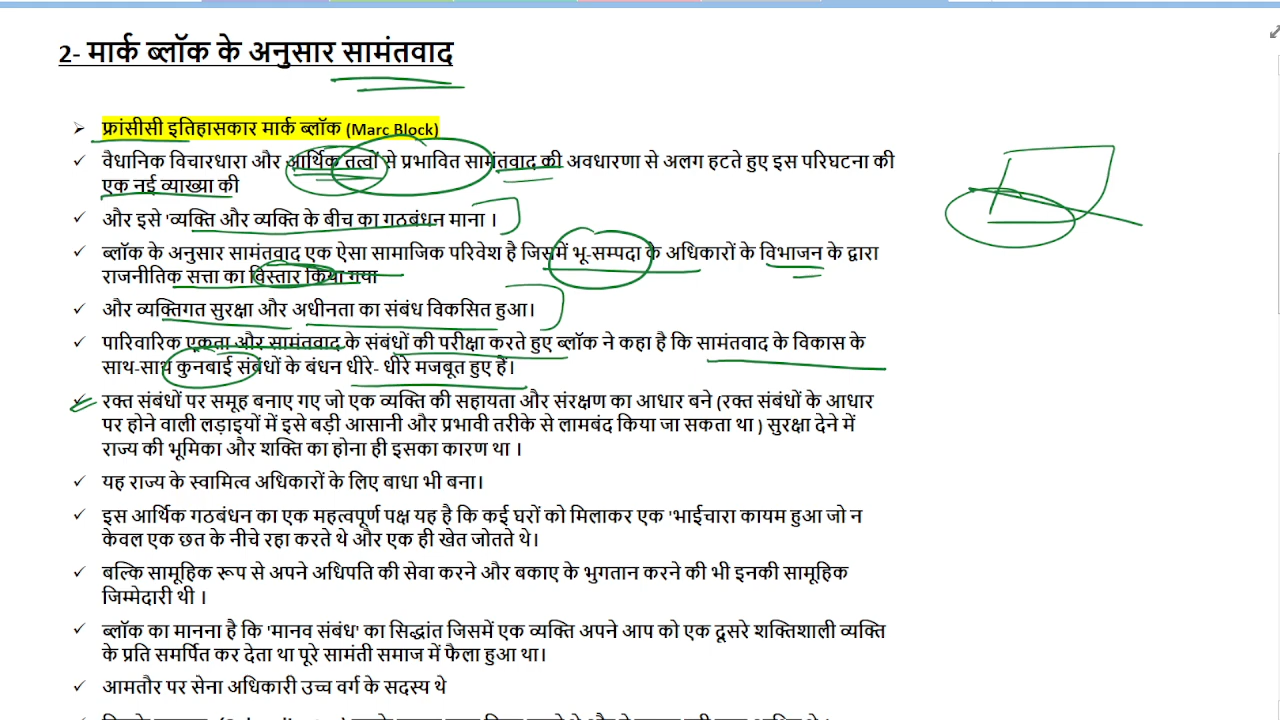 2- मार्क ब्लॉक के अनुसार सामंतवाद
फ्रांसीसी इतिहासकार मार्क ब्लॉक (Marc Block)
वैधानिक विचारधारा और आर्थिक तत्वों से प्रभावित सामंतवाद की अवधारणा से अलग हटते हुए इस परिघटना की
एक नई व्याख्या की
और इसे 'व्यक्ति और व्यक्ति के बीच का गठबंधन माना ।
ब्लॉक के अनुसार सामंतवाद एक ऐसा सामाजिक परिवेश है जिसमें भू-सम्पदा के अधिकारों के विभाजन के द्वारा
राजनीतिक सत्ता का विस्तार किया गया
और व्यक्तिगत सुरक्षा और अधीनता का संबंध विकसित हुआ।
पारिवारिक एकता और सामंतवाद के संबंधों की परीक्षा करते हुए ब्लॉक ने कहा है कि सामंतवाद के विकास के
साथ-साथ कुनबाई संबंधों के बंधन धीरे- धीरे मजबूत हुए हैं।
रक्त संबंधों पर समूह बनाए गए जो एक व्यक्ति की सहायता और संरक्षण का आधार बने (रक्त संबंधों के आधार
पर होने वाली लड़ाइयों में इसे बड़ी आसानी और प्रभावी तरीके से लामबंद किया जा सकता था ) सुरक्षा देने में
राज्य की भूमिका और शक्ति का होना ही इसका कारण था ।
यह राज्य के स्वामित्व अधिकारों के लिए बाधा भी बना।
इस आर्थिक गठबंधन का एक महत्वपूर्ण पक्ष यह है कि कई घरों को मिलाकर एक 'भाईचारा कायम हुआ जो न
केवल एक छत के नीचे रहा करते थे और एक ही खेत जोतते थे।
बल्कि सामूहिक रूप से अपने अधिपति की सेवा करने और बकाए के भुगतान करने की भी इनकी सामूहिक
जिम्मेदारी थी ।
ब्लॉक का मानना है कि 'मानव संबंध' का सिद्धांत जिसमें एक व्यक्ति अपने आप को एक दूसरे शक्तिशाली व्यक्ति
के प्रति समर्पित कर देता था पूरे सामंती समाज में फैला हुआ था।
आमतौर पर सेना अधिकारी उच्च वर्ग के सदस्य थे